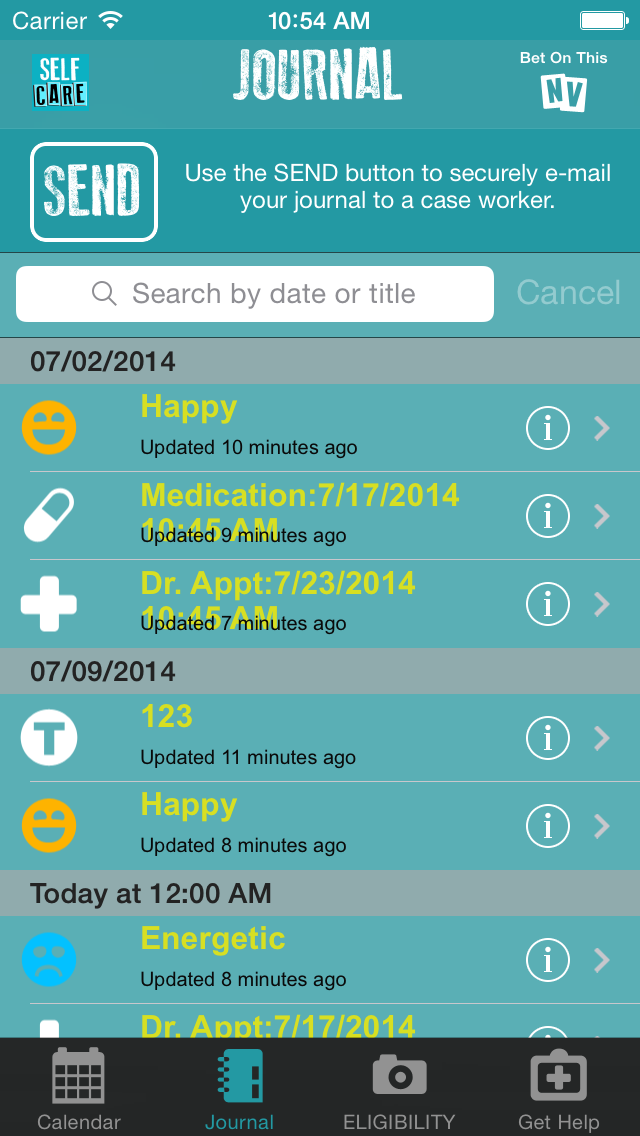 Carrier 10:54 AM
SELF CARE JOURNAL Bet On This NV
SEND
Use the SEND button to securely e-mail
your journal to a case worker.
Search by date or title Cancel
07/02/2014
Happy
Updated 10 minutes ago
Medication:7/17/2014
10:45 AM
Updated 9 minutes ago
Dr. Appt:7/23/2014
10:45 AM
Updated 7 minutes ago
07/09/2014
T
123
Updated 11 minutes ago
Happy
Updated 8 minutes ago
Today at 12:00 AM
Energetic
Updated 8 minutes ago
Dr. Appt:7/17/2014
Calendar Journal ELIGIBILITY Get Help